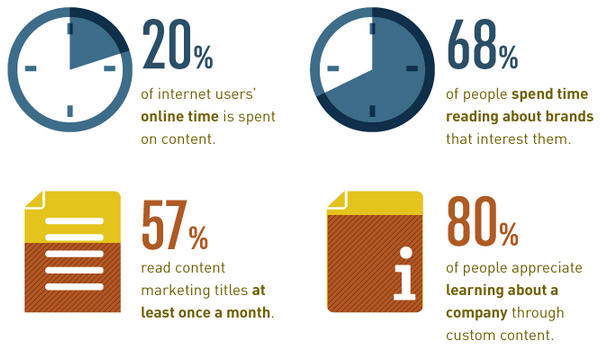 20%
of internet users’
online time is spent
on content.
68%
of people spend time
reading about brands
that interest them.
57%
read content
marketing titles at
least once a month.
i
80%
of people appreciate
learning about a
company through
custom content.